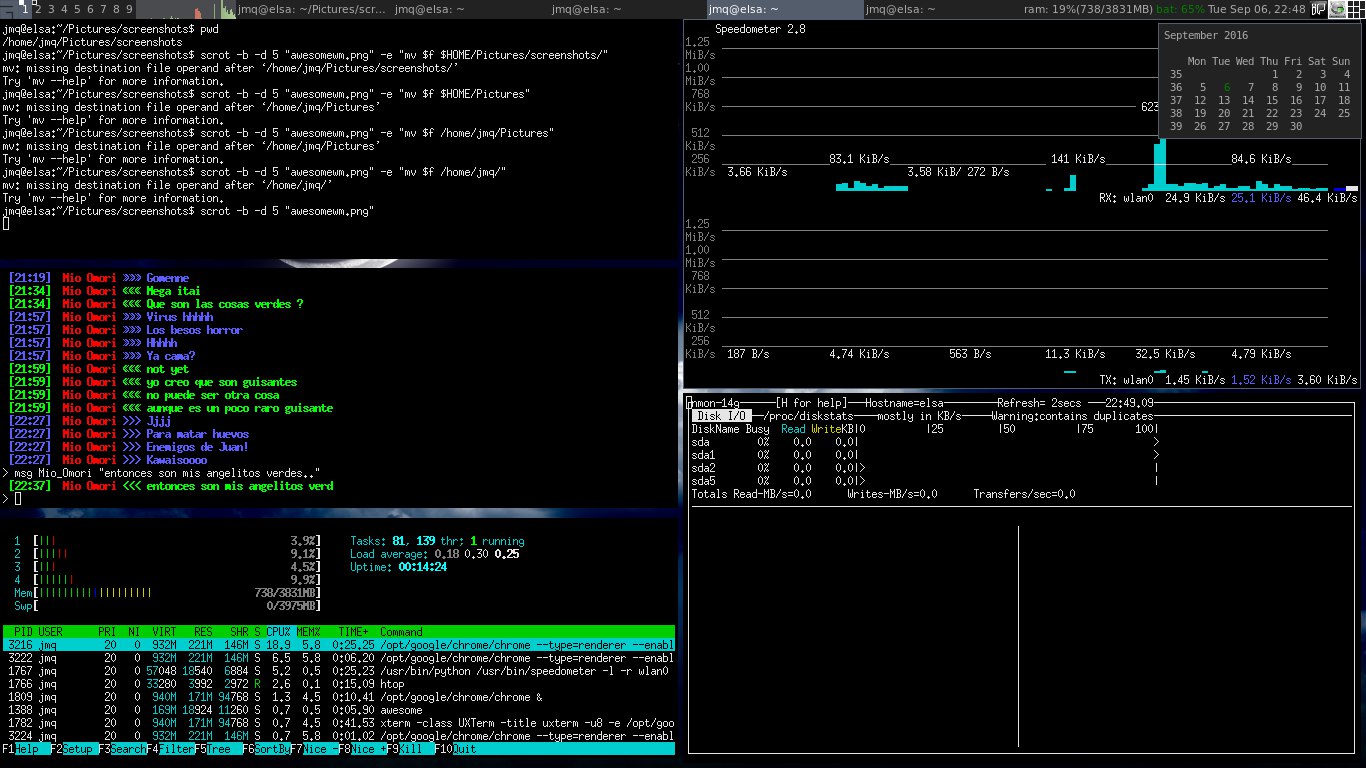 1 2 3 4 5 6 7 8 9 jmq@elsa: ~/Pictures/scr... jmq@elsa: ~ jmq@elsa: ~ jmq@elsa: ~ jmq@elsa: ~ ram: 19%(738/3831MB) bat: 65% Tue Sep 06, 22:48
jmq@elsa:~/Pictures/screenshots$ pwd
/home/jmq/Pictures/screenshots
jmq@elsa:~/Pictures/screenshots$ scrot -b -d 5 "awesomewm.png" -e "mv $f $HOME/Pictures/screenshots/"
mv: missing destination file operand after ‘/home/jmq/Pictures/screenshots/’
Try 'mv --help' for more information.
jmq@elsa:~/Pictures/screenshots$ scrot -b -d 5 "awesomewm.png" -e "mv $f $HOME/Pictures"
mv: missing destination file operand after ‘/home/jmq/Pictures’
Try 'mv --help' for more information.
jmq@elsa:~/Pictures/screenshots$ scrot -b -d 5 "awesomewm.png" -e "mv $f /home/jmq/Pictures"
mv: missing destination file operand after ‘/home/jmq/Pictures’
Try 'mv --help' for more information.
jmq@elsa:~/Pictures/screenshots$ scrot -b -d 5 "awesomewm.png" -e "mv $f /home/jmq/"
mv: missing destination file operand after ‘/home/jmq/’
Try 'mv --help' for more information.
jmq@elsa:~/Pictures/screenshots$ scrot -b -d 5 "awesomewm.png"
[21:19] Mio Omori >>> Gomenne
[21:34] Mio Omori <<< Mega itai
[21:34] Mio Omori <<< Que son las cosas verdes ?
[21:57] Mio Omori >>> Virus hhhhh
[21:57] Mio Omori >>> Los besos horror
[21:57] Mio Omori >>> Hhhhh
[21:57] Mio Omori >>> Ya cama?
[21:59] Mio Omori <<< not yet
[21:59] Mio Omori <<< yo creo que son guisantes
[21:59] Mio Omori <<< no puede ser otra cosa
[21:59] Mio Omori <<< aunque es un poco raro guisante
[22:27] Mio Omori >>> Jjjj
[22:27] Mio Omori >>> Para matar huevos
[22:27] Mio Omori >>> Enemigos de Juan!
[22:27] Mio Omori >>> Kawaisoooo
> msg Mio_Omori "entonces son mis angelitos verdes.."
[22:37] Mio Omori <<< entonces son mis angelitos verd
>
1 [||| 3.9%] Tasks: 81, 139 thr; 1 running
2 [||||| 9.1%] Load average: 0.18 0.30 0.25
3 [||| 4.5%] Uptime: 00:14:24
4 [|||||| 9.9%]
Mem[||||||||||||||||||| 738/3831MB]
Swp[ 0/3975MB]
PID USER PRI NI VIRT RES SHR S CPU% MEM% TIME+ Command
3216 jmq 20 0 932M 221M 146M S 18.9 5.8 0:25.25 /opt/google/chrome/chrome --type=renderer --enabl
3222 jmq 20 0 932M 221M 146M S 6.5 5.8 0:06.20 /opt/google/chrome/chrome --type=renderer --enabl
1767 jmq 20 0 57048 18540 6884 S 5.2 0.5 0:25.23 /usr/bin/python /usr/bin/speedometer -l -r wlan0
1766 jmq 20 0 33280 3992 2972 R 2.6 0.1 0:15.09 htop
1809 jmq 20 0 940M 171M 94768 S 1.3 4.5 0:10.41 /opt/google/chrome/chrome &
1388 jmq 20 0 169M 18924 11260 S 0.7 0.5 0:05.90 awesome
1782 jmq 20 0 940M 171M 94768 S 0.7 4.5 0:41.53 xterm -class UXTerm -title uxterm -u8 -e /opt/goo
3224 jmq 20 0 932M 221M 146M S 0.7 5.8 0:01.02 /opt/google/chrome/chrome --type=renderer --enabl
F1Help F2Setup F3SearchF4FilterF5Tree F6SortByF7Nice -F8Nice +F9Kill F10Quit
Speedometer 2.8
1.25
MiB/s
1.00
MiB/s
768
KiB/s 623
512
KiB/s
256 83.1 KiB/s 141 KiB/s 84.6 KiB/s
KiB/s 3.66 KiB/s 3.58 KiB/ 272 B/s
RX: wlan0 24.9 KiB/s 25.1 KiB/s 46.4 KiB/s
1.25
MiB/s
1.00
MiB/s
768
KiB/s
512
KiB/s
256
KiB/s 187 B/s 4.74 KiB/s 563 B/s 11.3 KiB/s 32.5 KiB/s 4.79 KiB/s
TX: wlan0 1.45 KiB/s 1.52 KiB/s 3.60 KiB/s
September 2016
Mon Tue Wed Thu Fri Sat Sun
35 1 2 3 4
36 5 6 7 8 9 10 11
37 12 13 14 15 16 17 18
38 19 20 21 22 23 24 25
39 26 27 28 29 30
nmon-14g [H for help] Hostname=elsa Refresh= 2secs 22:49.09
Disk I/O /proc/diskstats mostly in KB/s Warning:contains duplicates
DiskName Busy Read WriteKB|0 |25 |50 |75 100|
sda 0% 0.0 0.0| >
sda1 0% 0.0 0.0| >
sda2 0% 0.0 0.0|> |
sda5 0% 0.0 0.0|> |
Totals Read-MB/s=0.0 Writes-MB/s=0.0 Transfers/sec=0.0